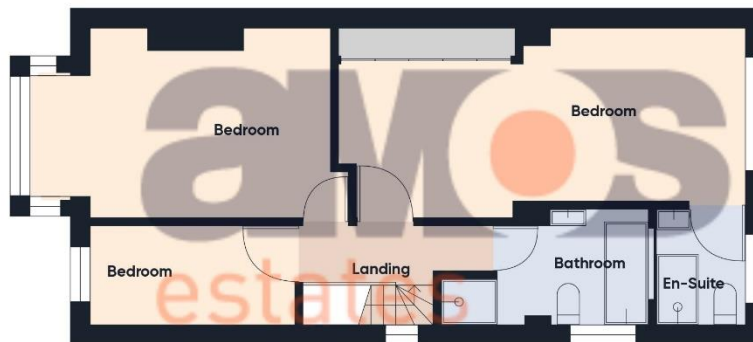 amos
estates
Bedroom
Bedroom
Bedroom
Landing
Bathroom
En-Suite